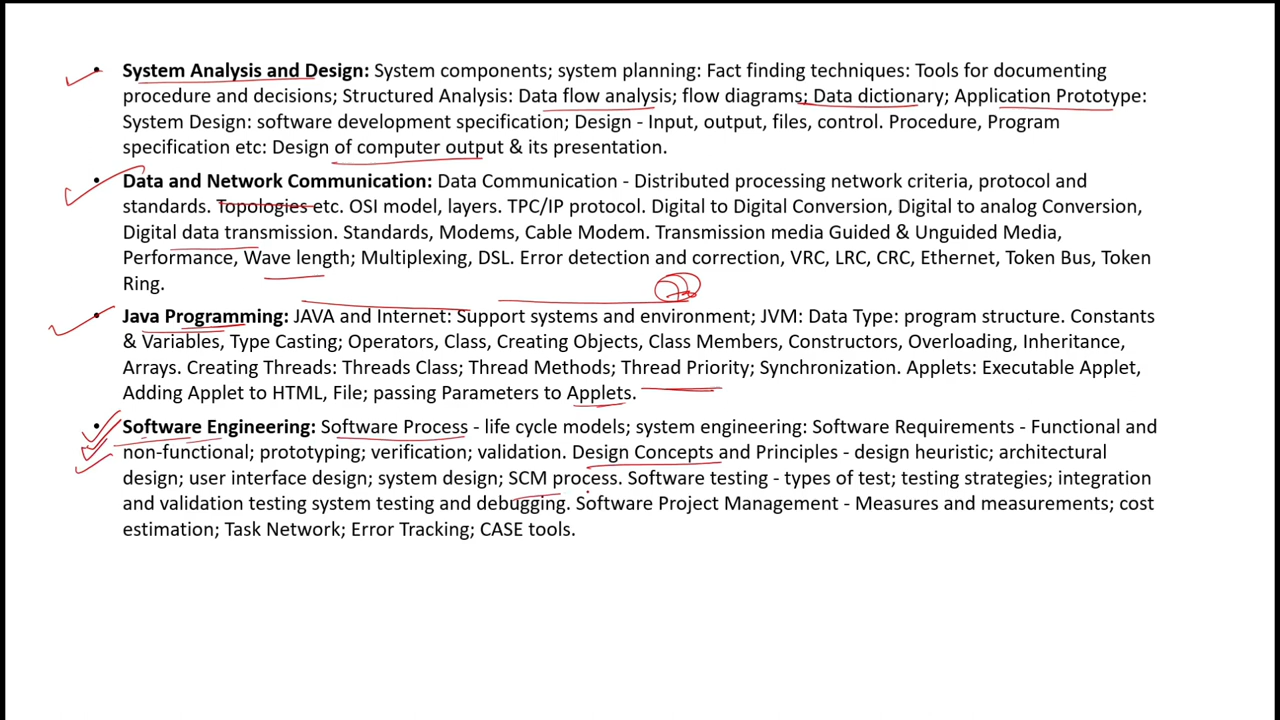 • System Analysis and Design: System components; system planning: Fact finding techniques: Tools for documenting
procedure and decisions; Structured Analysis: Data flow analysis; flow diagrams; Data dictionary; Application Prototype:
System Design: software development specification; Design - Input, output, files, control. Procedure, Program
specification etc: Design of computer output & its presentation.
• Data and Network Communication: Data Communication - Distributed processing network criteria, protocol and
standards. Topologies etc. OSI model, layers. TPC/IP protocol. Digital to Digital Conversion, Digital to analog Conversion,
Digital data transmission. Standards, Modems, Cable Modem. Transmission media Guided & Unguided Media,
Performance, Wave length; Multiplexing, DSL. Error detection and correction, VRC, LRC, CRC, Ethernet, Token Bus, Token
Ring.
• Java Programming: JAVA and Internet: Support systems and environment; JVM: Data Type: program structure. Constants
& Variables, Type Casting; Operators, Class, Creating Objects, Class Members, Constructors, Overloading, Inheritance,
Arrays. Creating Threads: Threads Class; Thread Methods; Thread Priority; Synchronization. Applets: Executable Applet,
Adding Applet to HTML, File; passing Parameters to Applets.
• Software Engineering: Software Process - life cycle models; system engineering: Software Requirements - Functional and
non-functional; prototyping; verification; validation. Design Concepts and Principles - design heuristic; architectural
design; user interface design; system design; SCM process. Software testing - types of test; testing strategies; integration
and validation testing system testing and debugging. Software Project Management - Measures and measurements; cost
estimation; Task Network; Error Tracking; CASE tools.